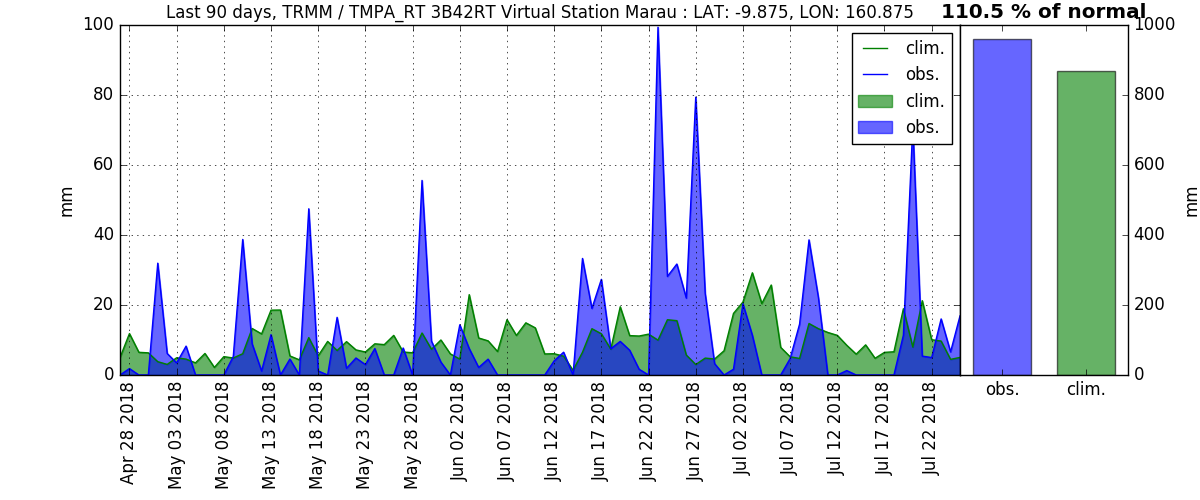 Last 90 days, TRMM / TMPA_RT 3B42RT Virtual Station Marau : LAT: -9.875, LON: 160.875
110.5 % of normal
100
80
60
40
20
0
mm
clim.
obs.
clim.
obs.
1000
800
600
400
200
0
mm
obs.
clim.
Apr 28 2018
May 03 2018
May 08 2018
May 13 2018
May 18 2018
May 23 2018
May 28 2018
Jun 02 2018
Jun 07 2018
Jun 12 2018
Jun 17 2018
Jun 22 2018
Jun 27 2018
Jul 02 2018
Jul 07 2018
Jul 12 2018
Jul 17 2018
Jul 22 2018